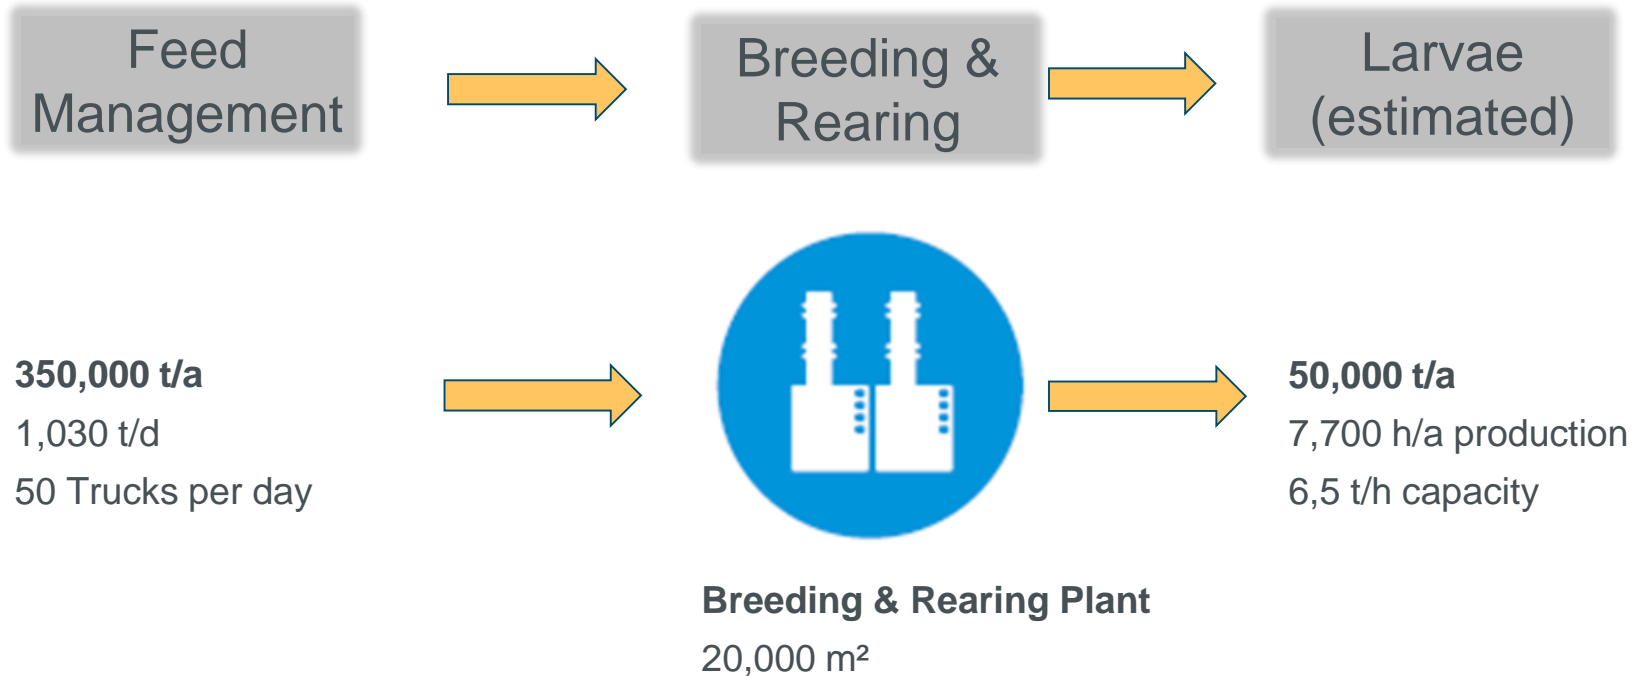 Feed
Management
Breeding &
Rearing
Larvae
(estimated)
350,000 t/a
1,030 t/d
50 Trucks per day
Breeding & Rearing Plant
20,000 m²
50,000 t/a
7,700 h/a production
6,5 t/h capacity